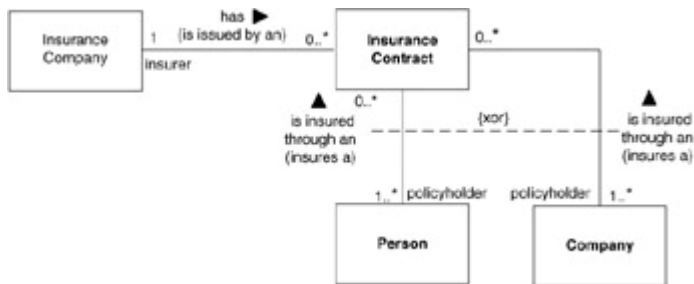 has ▶
Insurance
Company
1
(is issued by an)
0..*
insurer
Insurance
Contract
0..*
0..*
▲
is insured
through an
(insures a)
{xor}
▲
is insured
through an
(insures a)
1..*
policyholder
policyholder
1..*
Person
Company